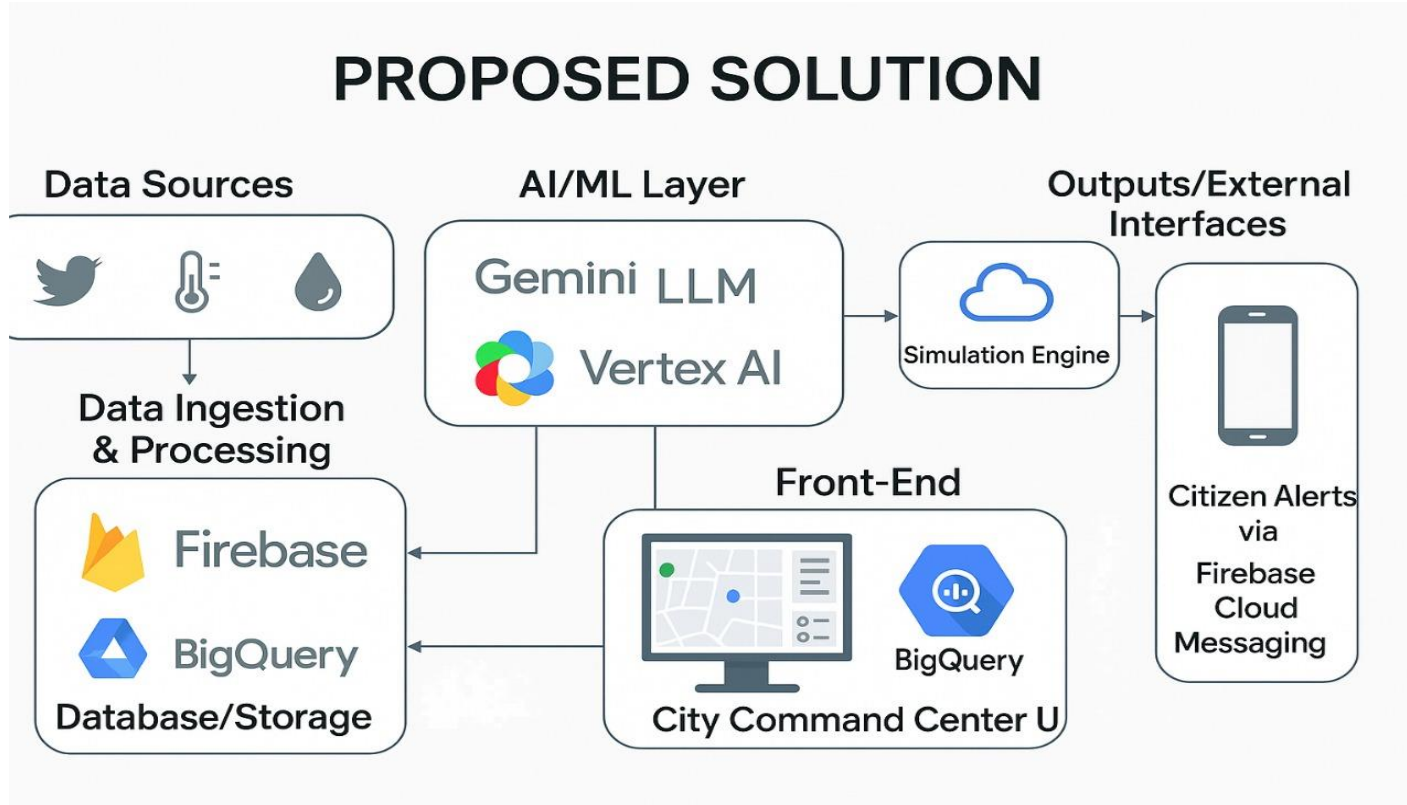 PROPOSED SOLUTION
Data Sources
AI/ML Layer
Gemini LLM
Vertex AI
Simulation Engine
Outputs/External
Interfaces
Citizen Alerts
via
Firebase
Cloud
Messaging
Data Ingestion
& Processing
Firebase
BigQuery
Database/Storage
Front-End
BigQuery
City Command Center U